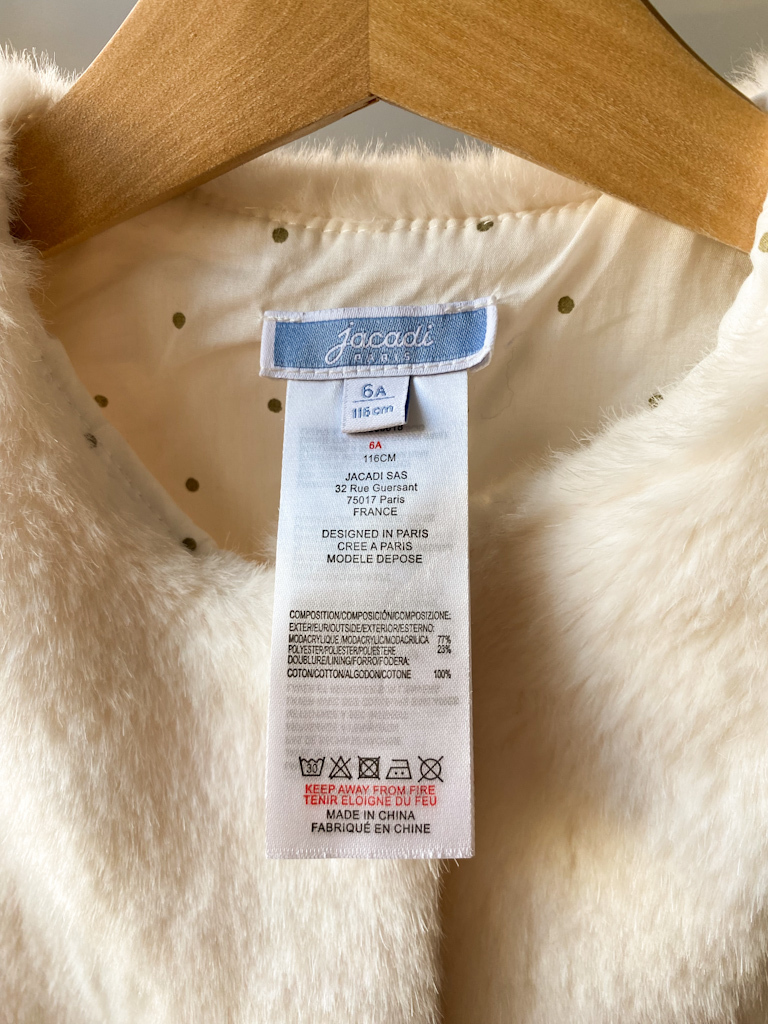 jacadi
PARIS
6A
116cm
6A
116CM
JACADI SAS
32 Rue Guersant
75017 Paris
FRANCE
DESIGNED IN PARIS
CREE A PARIS
MODELE DEPOSE
COMPOSITION/COMPOSICIÓN/COMPOSIZIONE:
EXTÉRIEUR/OUTSIDE/EXTERIOR/ESTERNO:
MODACRYLIQUE/MODACRYLIC/MODACRILICA 77%
POLYESTER/POLIESTER/POLIESTERE 23%
DOUBLURE/LINING/FORRO/FODERA:
COTON/COTTON/ALGODON/COTONE 100%
30
KEEP AWAY FROM FIRE
TENIR ELOIGNE DU FEU
MADE IN CHINA
FABRIQUÉ EN CHINE